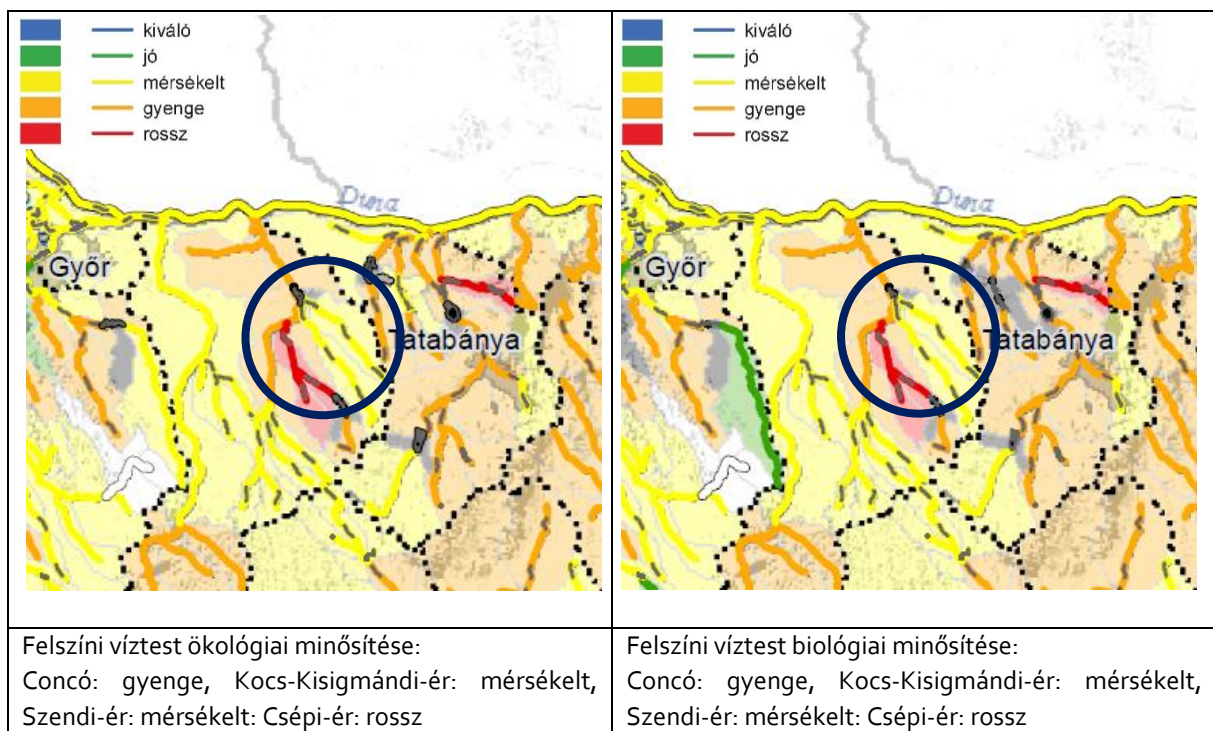 kiváló
jó
mérsékelt
gyenge
rossz
Duna
Győr
Tatabánya
kiváló
jó
mérsékelt
gyenge
rossz
Duna
Győr
Tatabánya
Felszíni víztest ökológiai minősítése:
Concó: gyenge, Kocs-Kisigmándi-ér: mérsékelt,
Szendi-ér: mérsékelt: Csépi-ér: rossz
Felszíni víztest biológiai minősítése:
Concó: gyenge, Kocs-Kisigmándi-ér: mérsékelt,
Szendi-ér: mérsékelt: Csépi-ér: rossz